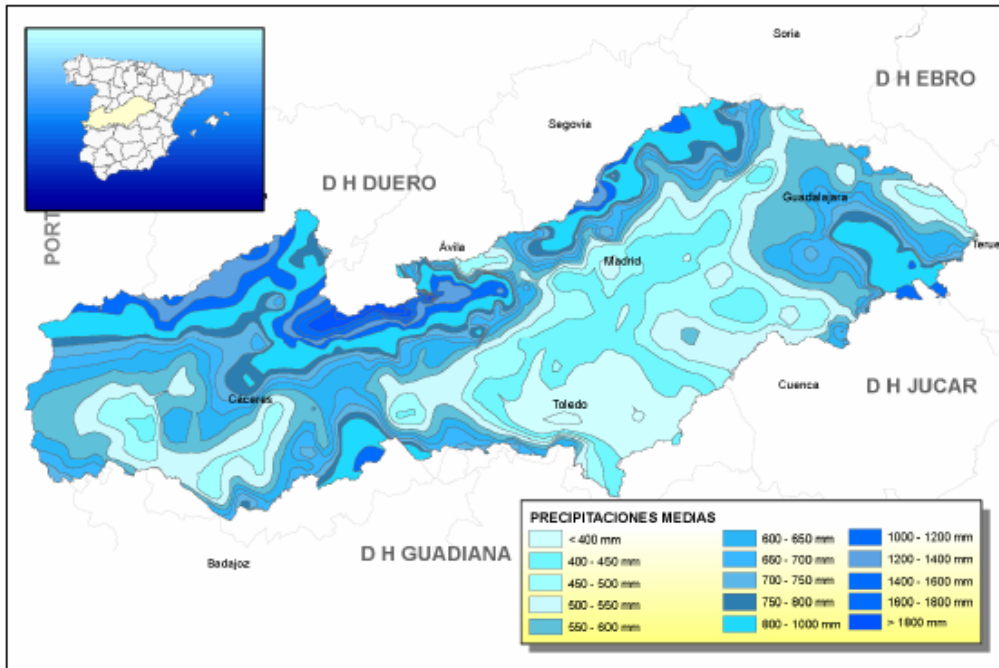 Soria
D H EBRO
Segovia
D H DUERO
Guadalajara
PORT
Ávila
Terue
Madrid
Cuenca
D H JUCAR
Cáceres
Toledo
D H GUADIANA
Badajoz
PRECIPITACIONES MEDIAS
< 400 mm
400 - 450 mm
450 - 500 mm
500 - 550 mm
550 - 600 mm
600 - 650 mm
650 - 700 mm
700 - 750 mm
750 - 800 mm
800 - 1000 mm
1000 - 1200 mm
1200 - 1400 mm
1400 - 1600 mm
1600 - 1800 mm
> 1800 mm